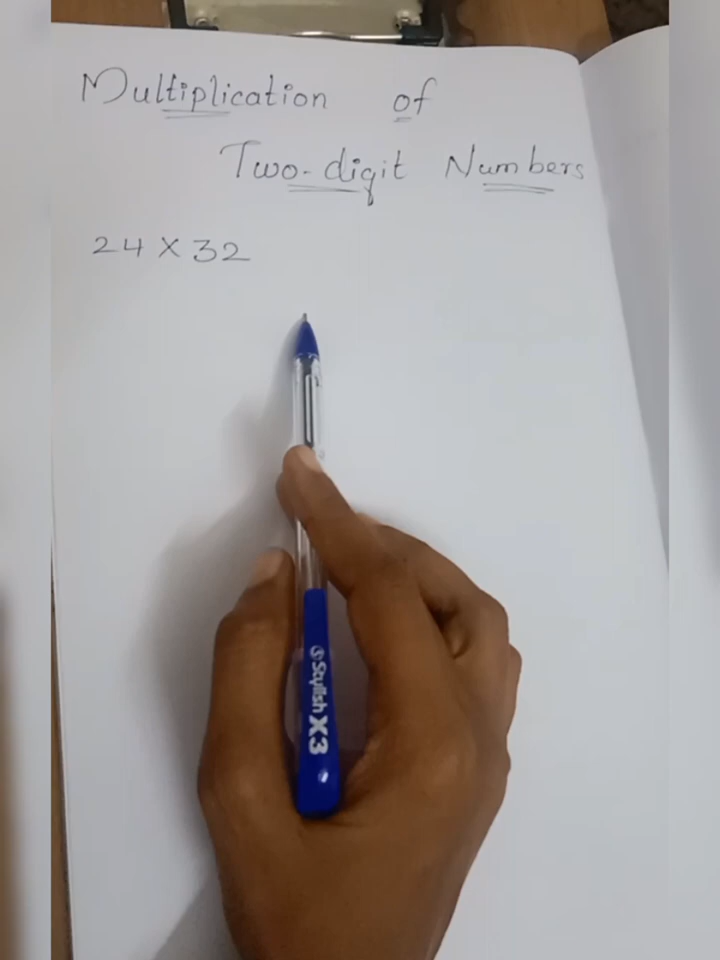 Multiplication of
Two-digit Numbers
24 X 32
Stylish X3